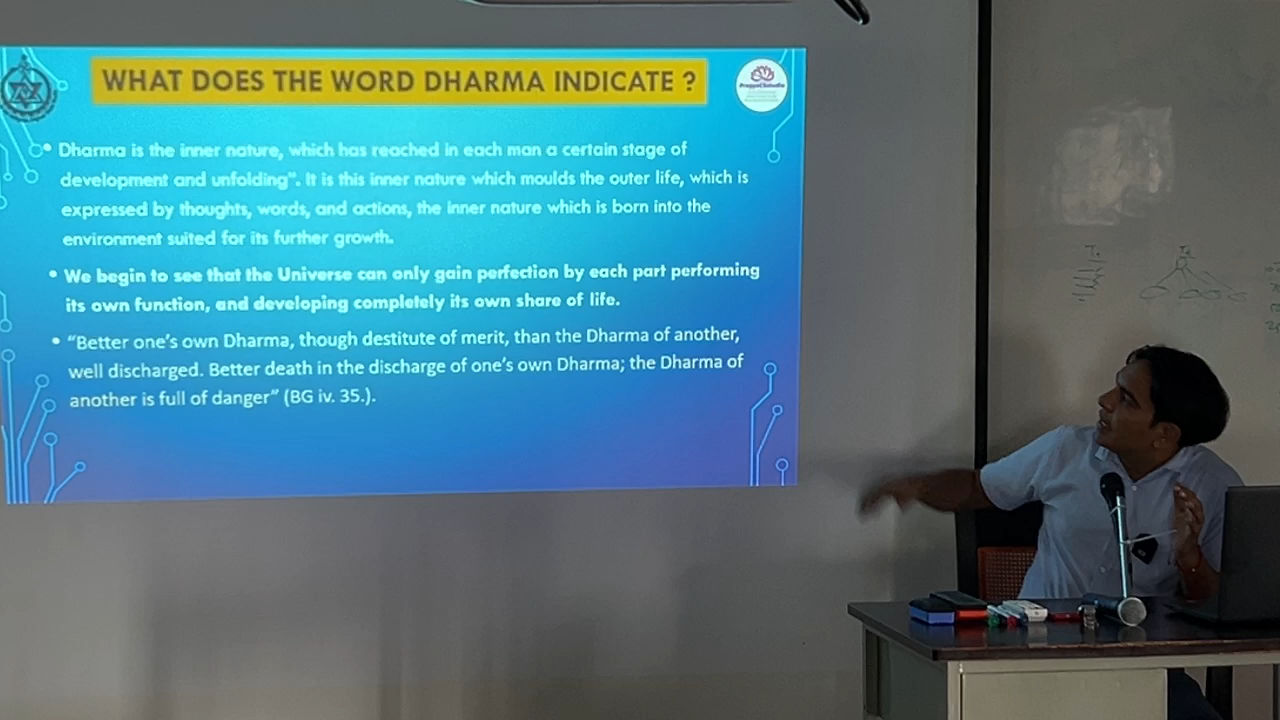 WHAT DOES THE WORD DHARMA INDICATE ?
• Dharma is the inner nature, which has reached in each man a certain stage of
development and unfolding". It is this inner nature which moulds the outer life, which is
expressed by thoughts, words, and actions, the inner nature which is born into the
environment suited for its further growth.
• We begin to see that the Universe can only gain perfection by each part performing
its own function, and developing completely its own share of life.
• “Better one’s own Dharma, though destitute of merit, than the Dharma of another,
well discharged. Better death in the discharge of one’s own Dharma; the Dharma of
another is full of danger” (BG iv. 35.).